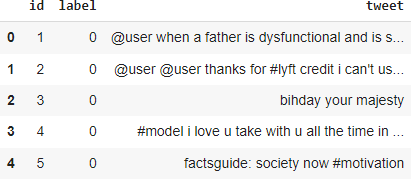 id label tweet
0 1 0 @user when a father is dysfunctional and is s...
1 2 0 @user @user thanks for #lyft credit i can't us...
2 3 0 bihday your majesty
3 4 0 #model i love u take with u all the time in ...
4 5 0 factsguide: society now #motivation